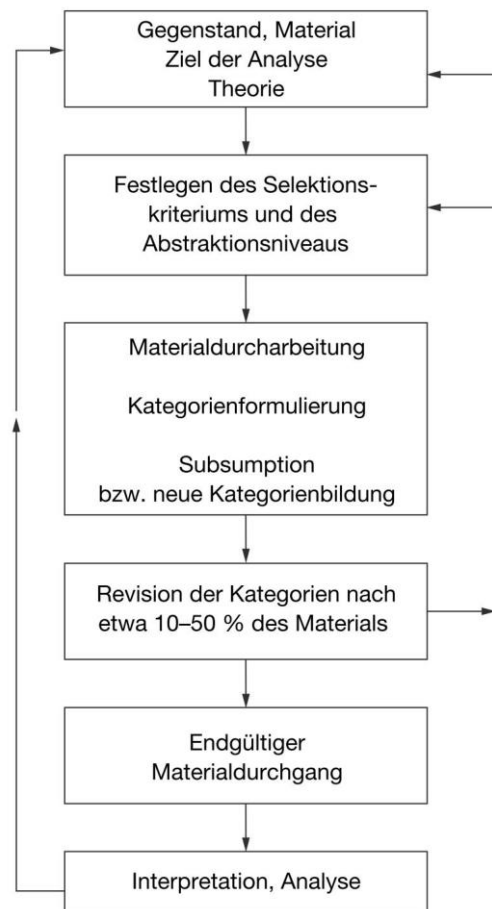 Gegenstand, Material
Ziel der Analyse
Theorie
Festlegen des Selektions-
kriteriums und des
Abstraktionsniveaus
Materialdurcharbeitung
Kategorienformulierung
Subsumption
bzw. neue Kategorienbildung
Revision der Kategorien nach
etwa 10–50 % des Materials
Endgültiger
Materialdurchgang
Interpretation, Analyse